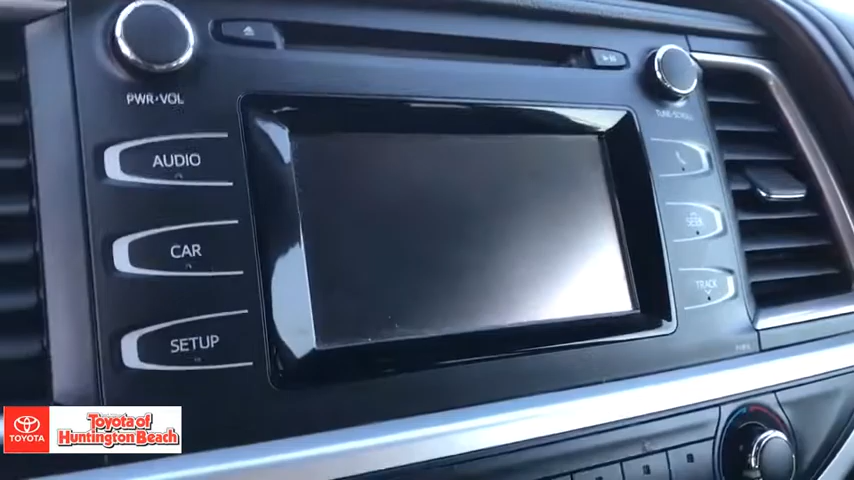 PWR•VOL
TUNE•SCROLL
AUDIO
CAR
SEEK
SETUP
TRACK
TOYOTA
Toyota of
Huntington Beach